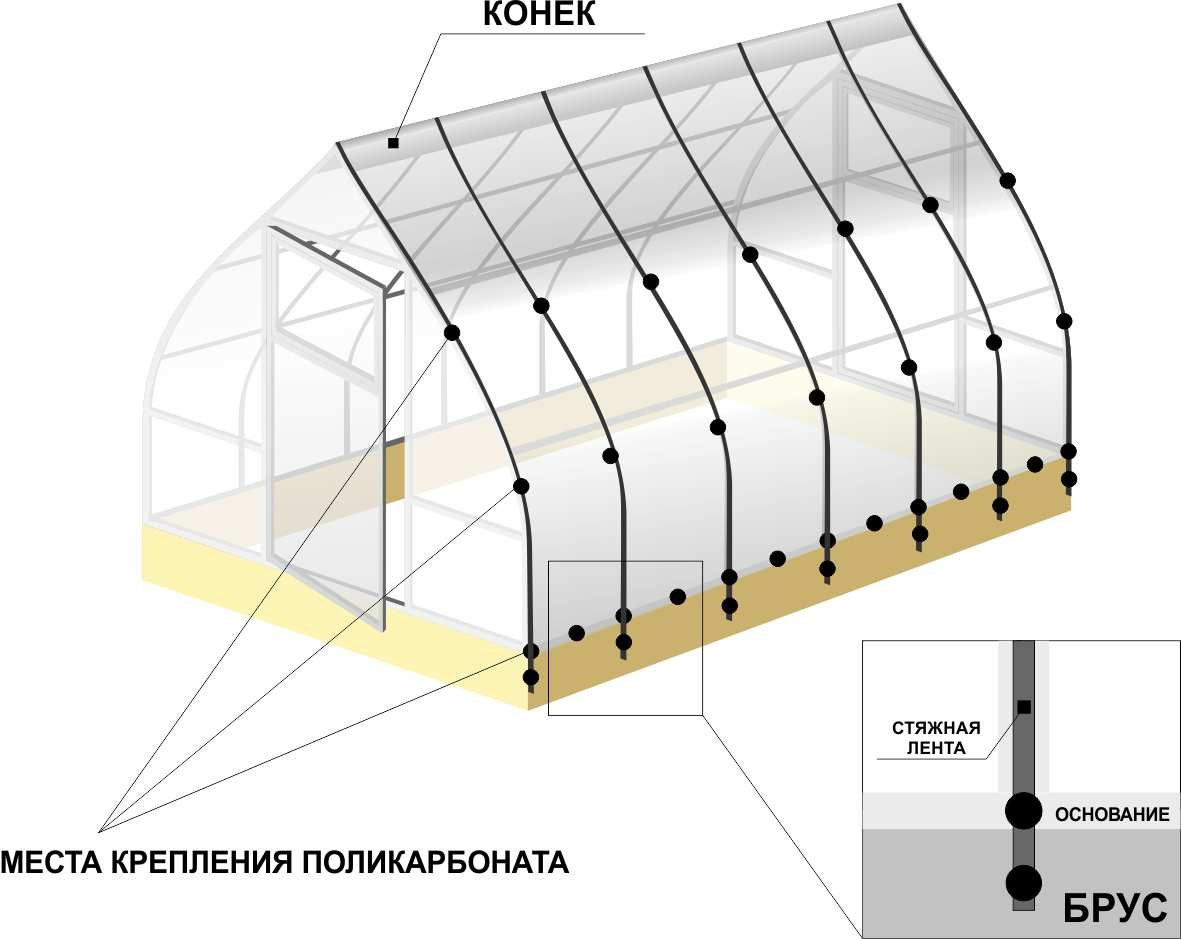 КОНЕК
СТЯЖНАЯ
ЛЕНТА
ОСНОВАНИЕ
МЕСТА КРЕПЛЕНИЯ ПОЛИКАРБОНАТА
БРУС